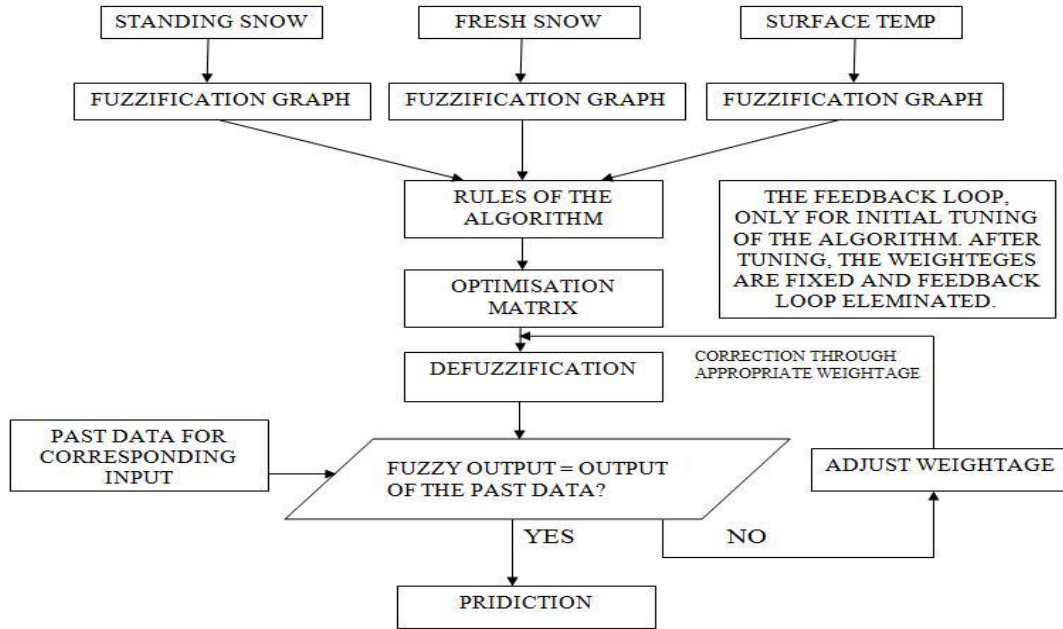 STANDING SNOW
FRESH SNOW
SURFACE TEMP
FUZZIFICATION GRAPH
FUZZIFICATION GRAPH
FUZZIFICATION GRAPH
RULES OF THE
ALGORITHM
THE FEEDBACK LOOP,
ONLY FOR INITIAL TUNING
OF THE ALGORITHM. AFTER
TUNING, THE WEIGHTEGES
ARE FIXED AND FEEDBACK
LOOP ELEMINATED.
OPTIMISATION
MATRIX
DEFUZZIFICATION
CORRECTION THROUGH
APPROPRIATE WEIGHTAGE
PAST DATA FOR
CORRESPONDING
INPUT
FUZZY OUTPUT = OUTPUT
OF THE PAST DATA?
ADJUST WEIGHTAGE
YES
NO
PRIDICTION